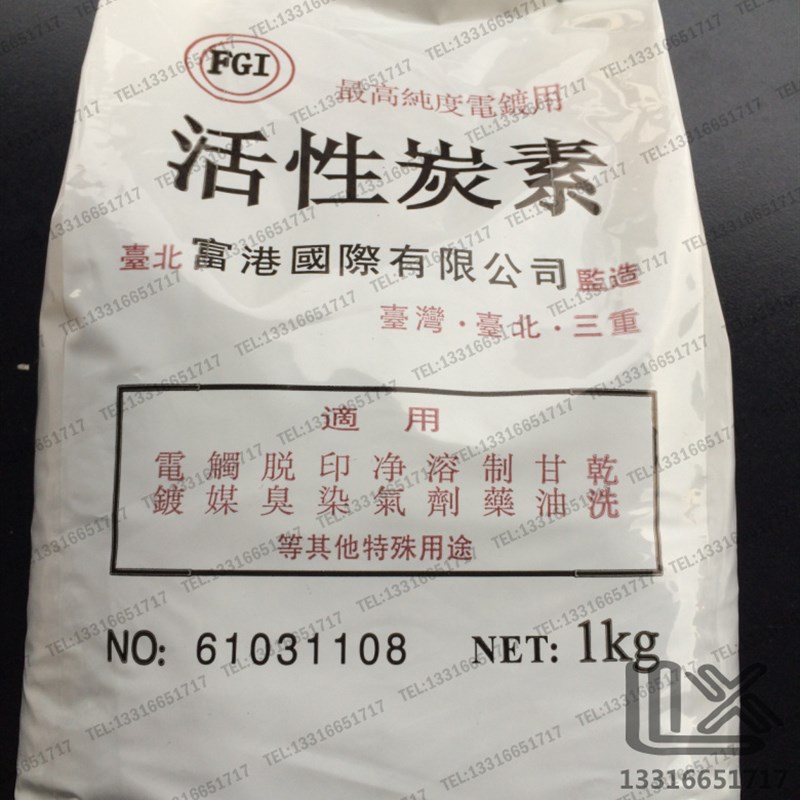 FGI
最高純度電鍍用
活性炭素
臺北 富港國際有限公司 監造
臺灣·臺北·三重
適用
電鍍 觸媒 脱臭 印染 净氣 溶劑 制藥 甘油 乾洗
等其他特殊用途
NO: 61031108 NET: 1kg
TEL:13316651717
13316651717